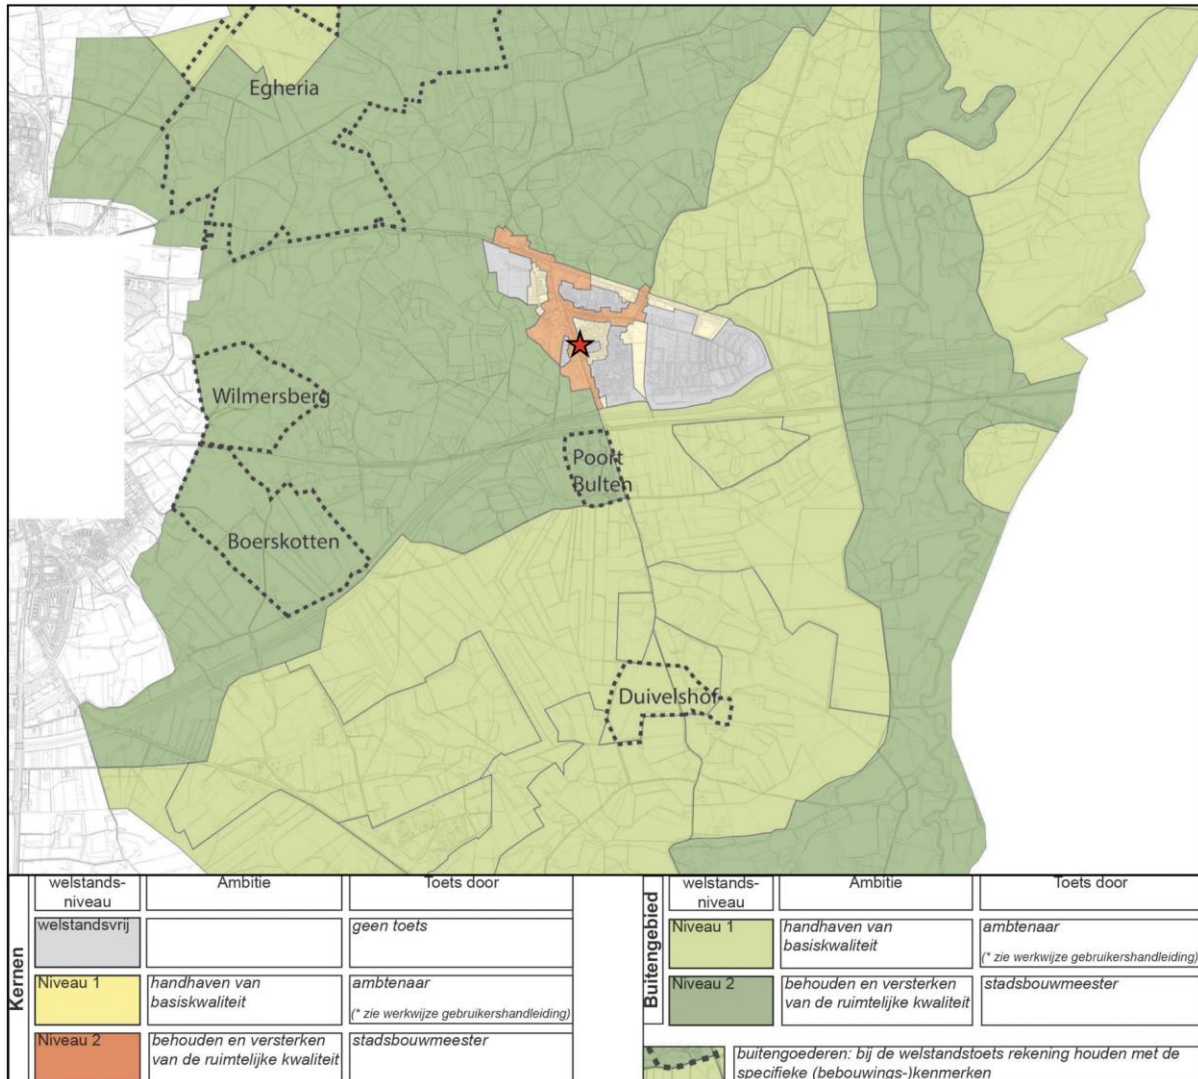 Egheria
Wilmersberg
Poort
Bulten
Boerskotten
Duivelshof
Kernen
welstands-
niveau
Ambitie
Toets door
welstandsvrij
geen toets
Niveau 1
handhaven van
basiskwaliteit
ambtenaar
(* zie werkwijze gebruikershandleiding)
Niveau 2
behouden en versterken
van de ruimtelijke kwaliteit
stadsbouwmeester
Buitengebied
welstands-
niveau
Ambitie
Toets door
Niveau 1
handhaven van
basiskwaliteit
ambtenaar
(* zie werkwijze gebruikershandleiding)
Niveau 2
behouden en versterken
van de ruimtelijke kwaliteit
stadsbouwmeester
buitengoederen: bij de welstandstoets rekening houden met de
specifieke (bebouwings-)kenmerken